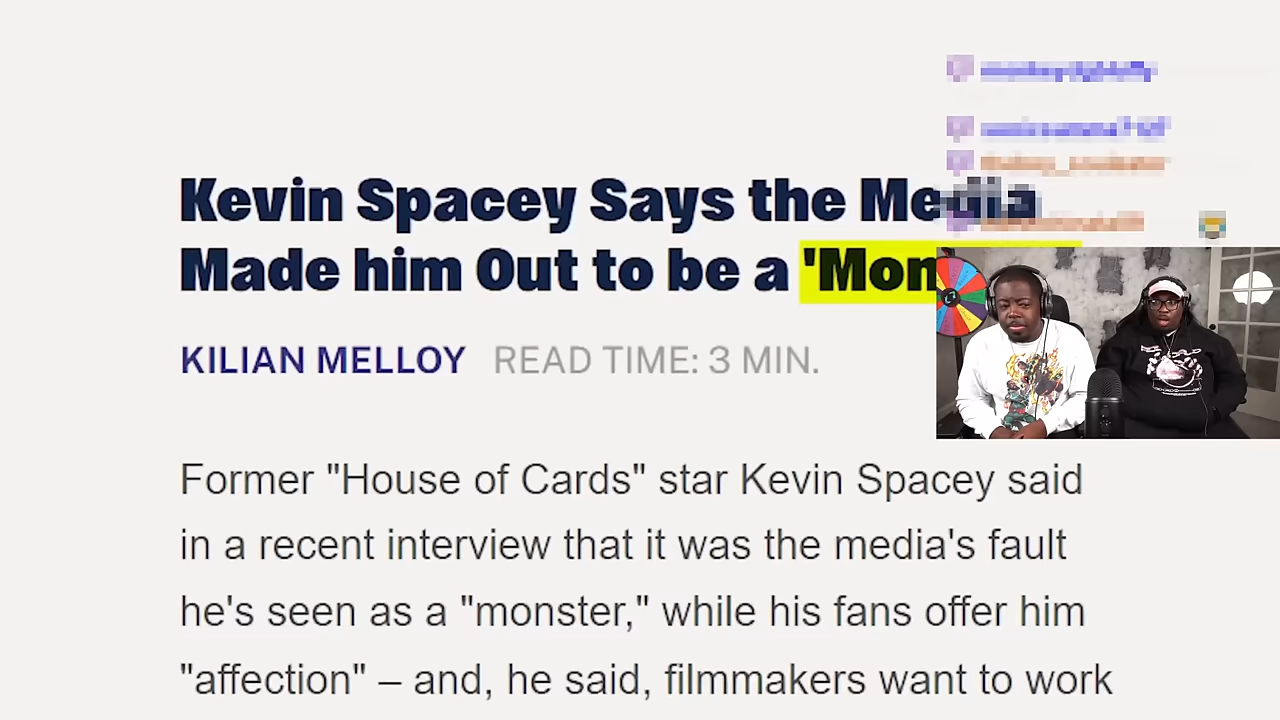 Kevin Spacey Says the Media
Made him Out to be a 'Mon
KILIAN MELLOY READ TIME: 3 MIN.
Former "House of Cards" star Kevin Spacey said
in a recent interview that it was the media's fault
he's seen as a "monster," while his fans offer him
"affection" – and, he said, filmmakers want to work